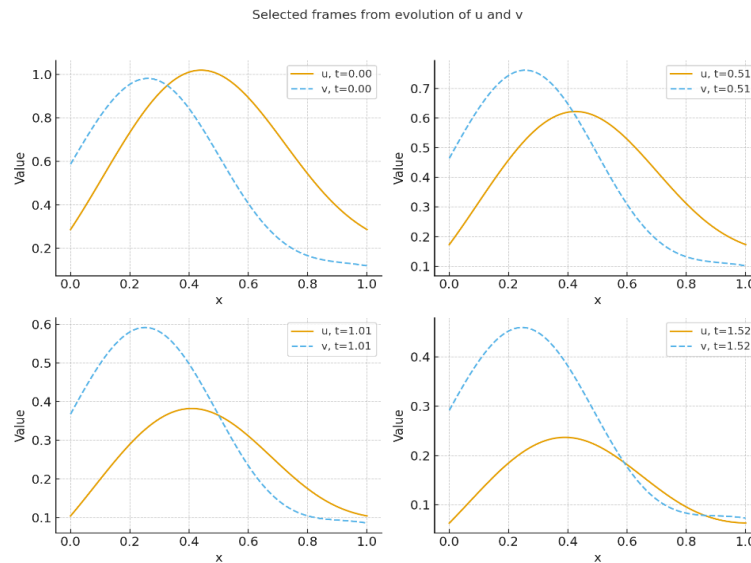 Selected frames from evolution of u and v
1.0
0.8
0.6
0.4
0.2
Value
0.0 0.2 0.4 0.6 0.8 1.0
x
u, t=0.00
v, t=0.00
0.7
0.6
0.5
0.4
0.3
0.2
0.1
Value
0.0 0.2 0.4 0.6 0.8 1.0
x
u, t=0.51
v, t=0.51
0.6
0.5
0.4
0.3
0.2
0.1
Value
0.0 0.2 0.4 0.6 0.8 1.0
x
u, t=1.01
v, t=1.01
0.4
0.3
0.2
0.1
Value
0.0 0.2 0.4 0.6 0.8 1.0
x
u, t=1.52
v, t=1.52